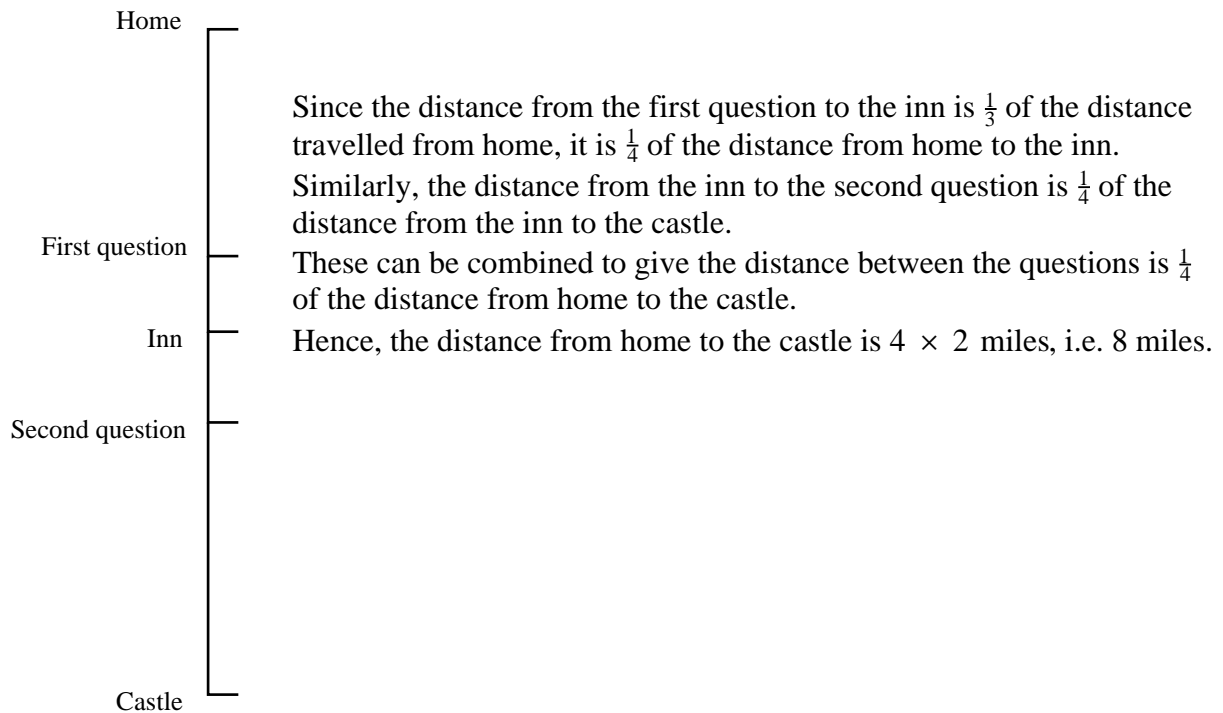 Home
Since the distance from the first question to the inn is 1/3 of the distance
travelled from home, it is 1/4 of the distance from home to the inn.
Similarly, the distance from the inn to the second question is 1/4 of the
distance from the inn to the castle.
First question
These can be combined to give the distance between the questions is 1/4
of the distance from home to the castle.
Inn
Hence, the distance from home to the castle is 4 × 2 miles, i.e. 8 miles.
Second question
Castle